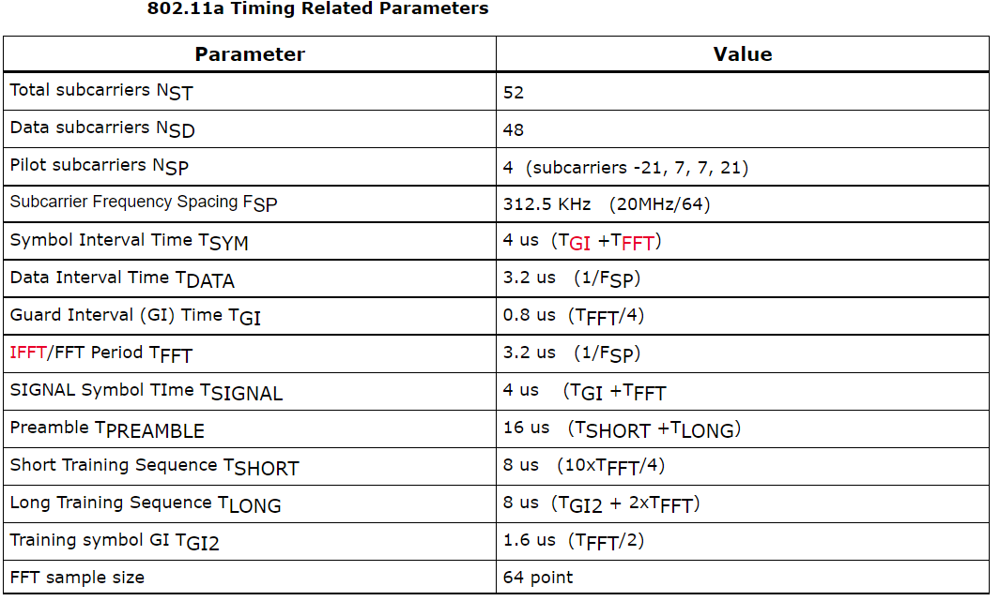 802.11a Timing Related Parameters
Parameter Value
Total subcarriers NST 52
Data subcarriers NSD 48
Pilot subcarriers NSP 4 (subcarriers -21, 7, 7, 21)
Subcarrier Frequency Spacing FSP 312.5 KHz (20MHz/64)
Symbol Interval Time TSYM 4 us (TGI +TFFT)
Data Interval Time TDATA 3.2 us (1/FSP)
Guard Interval (GI) Time TGI 0.8 us (TFFT/4)
IFFT/FFT Period TFFT 3.2 us (1/FSP)
SIGNAL Symbol TIme TSIGNAL 4 us (TGI +TFFT
Preamble TPREAMBLE 16 us (TSHORT +TLONG)
Short Training Sequence TSHORT 8 us (10xTFFT/4)
Long Training Sequence TLONG 8 us (TGI2 + 2xTFFT)
Training symbol GI TGI2 1.6 us (TFFT/2)
FFT sample size 64 point